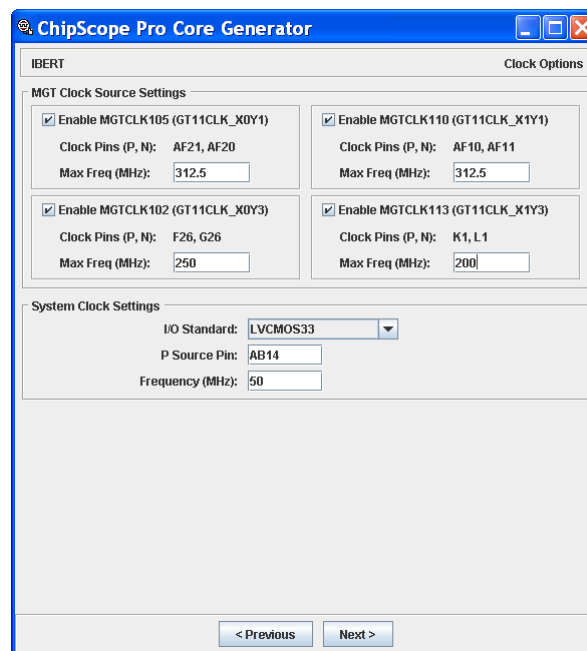 ChipScope Pro Core Generator
IBERT Clock Options
MGT Clock Source Settings
Enable MGTCLK105 (GT11CLK_X0Y1)
Clock Pins (P, N): AF21, AF20
Max Freq (MHz): 312.5
Enable MGTCLK110 (GT11CLK_X1Y1)
Clock Pins (P, N): AF10, AF11
Max Freq (MHz): 312.5
Enable MGTCLK102 (GT11CLK_X0Y3)
Clock Pins (P, N): F26, G26
Max Freq (MHz): 250
Enable MGTCLK113 (GT11CLK_X1Y3)
Clock Pins (P, N): K1, L1
Max Freq (MHz): 200
System Clock Settings
I/O Standard: LVCMOS33
P Source Pin: AB14
Frequency (MHz): 50
< Previous Next >